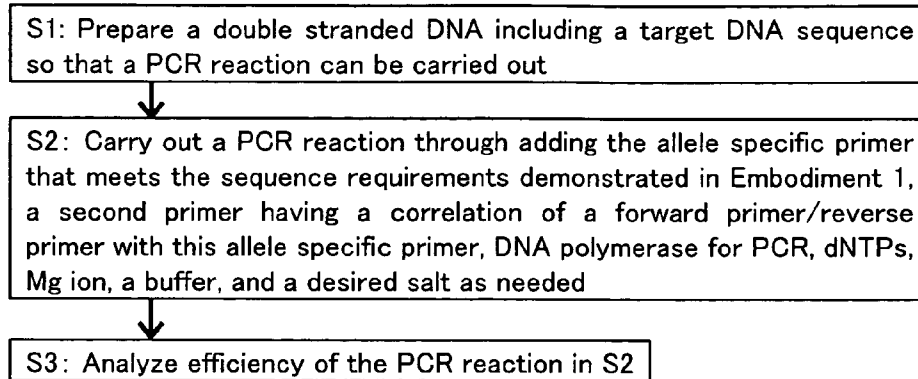 S1: Prepare a double stranded DNA including a target DNA sequence
so that a PCR reaction can be carried out
S2: Carry out a PCR reaction through adding the allele specific primer
that meets the sequence requirements demonstrated in Embodiment 1,
a second primer having a correlation of a forward primer/reverse
primer with this allele specific primer, DNA polymerase for PCR, dNTPs,
Mg ion, a buffer, and a desired salt as needed
S3: Analyze efficiency of the PCR reaction in S2